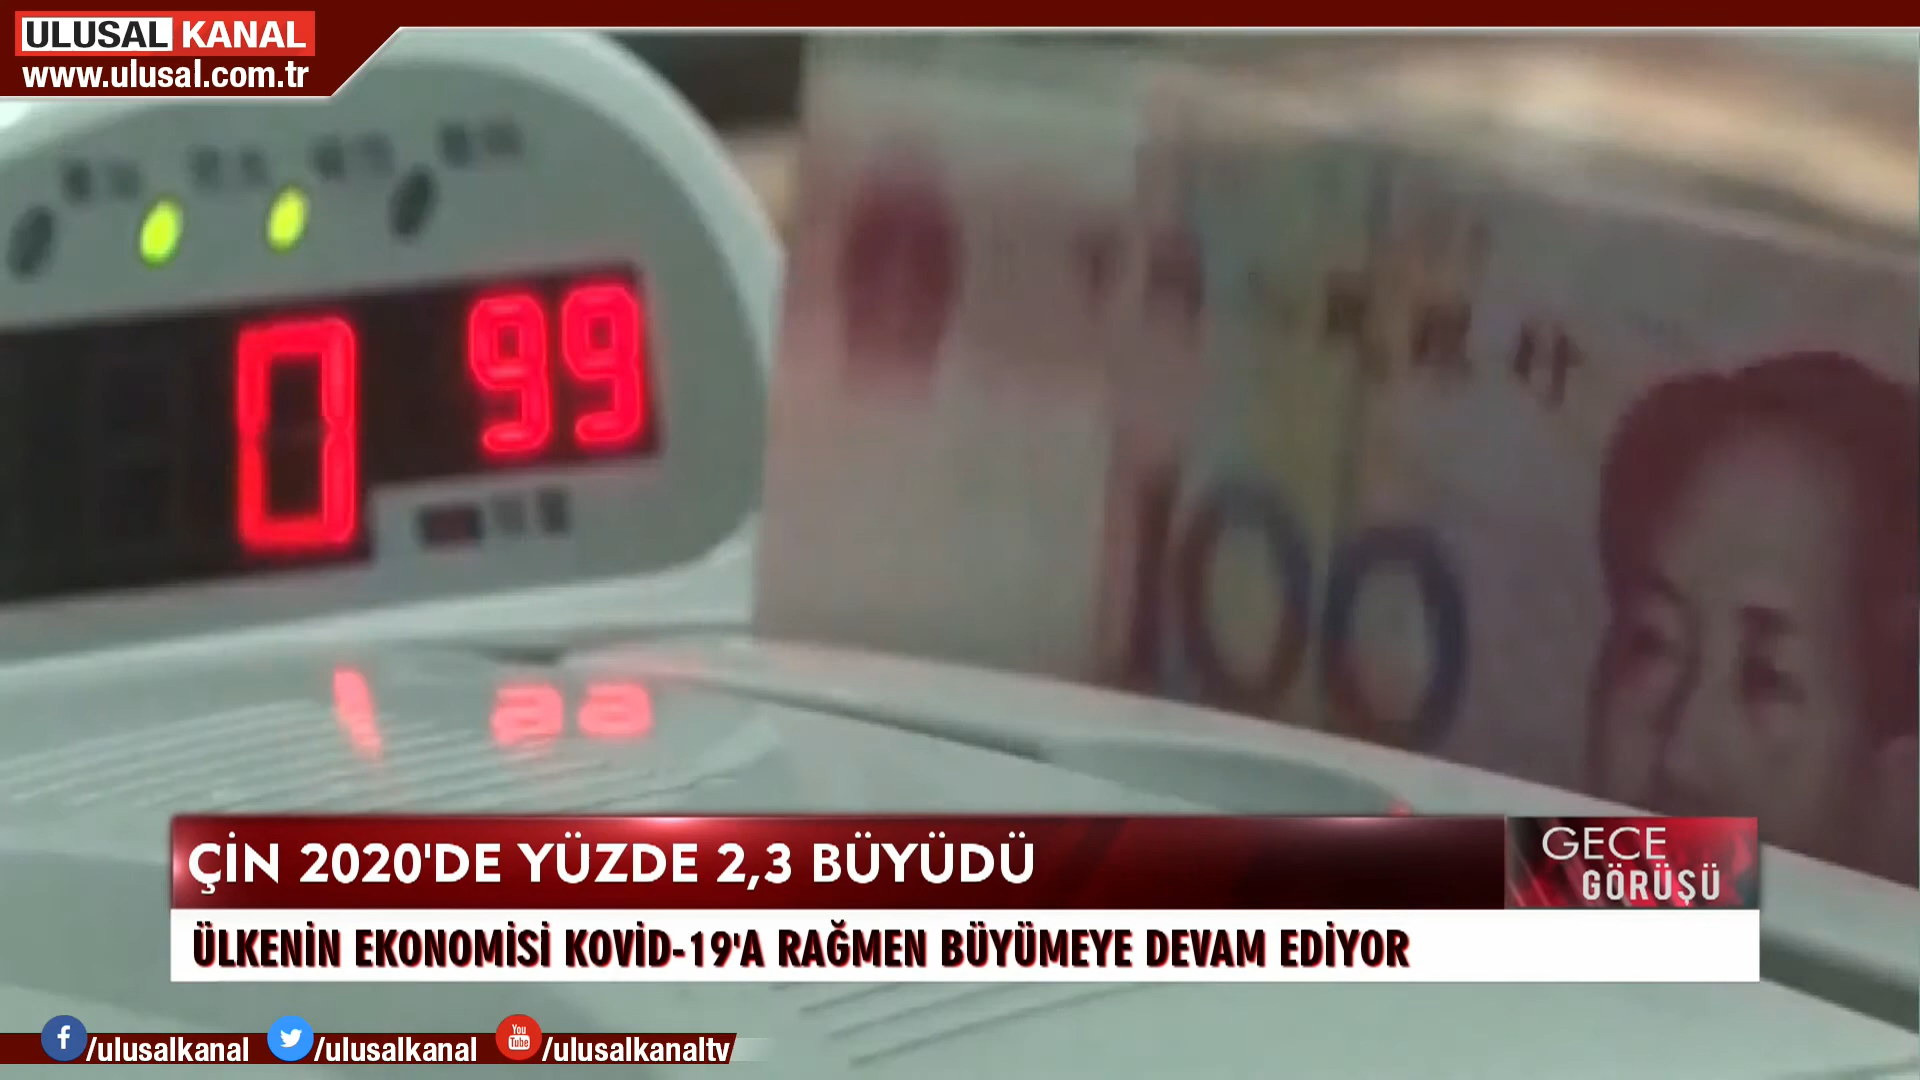 ULUSAL KANAL
www.ulusal.com.tr
0 99
100
ÇİN 2020'DE YÜZDE 2,3 BÜYÜDÜ
GECE
GÖRÜŞÜ
ÜLKENİN EKONOMİSİ KOVİD-19'A RAĞMEN BÜYÜMEYE DEVAM EDİYOR
/ulusalkanal
/ulusalkanal
You
Tube
/ulusalkanaltv